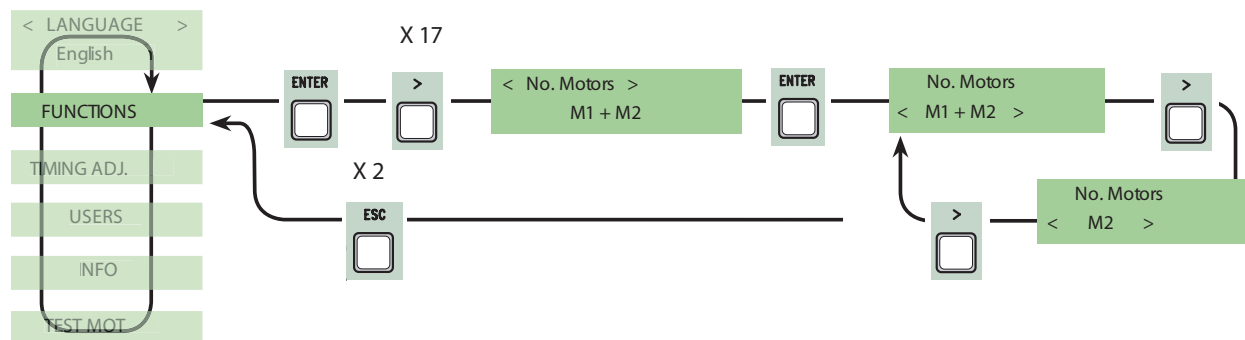 < LANGUAGE >
English
FUNCTIONS
TIMING ADJ.
USERS
INFO
TEST MOT
ENTER
X 17
>
< No. Motors >
M1 + M2
ENTER
No. Motors
< M1 + M2 >
>
No. Motors
< M2 >
>
X 2
ESC